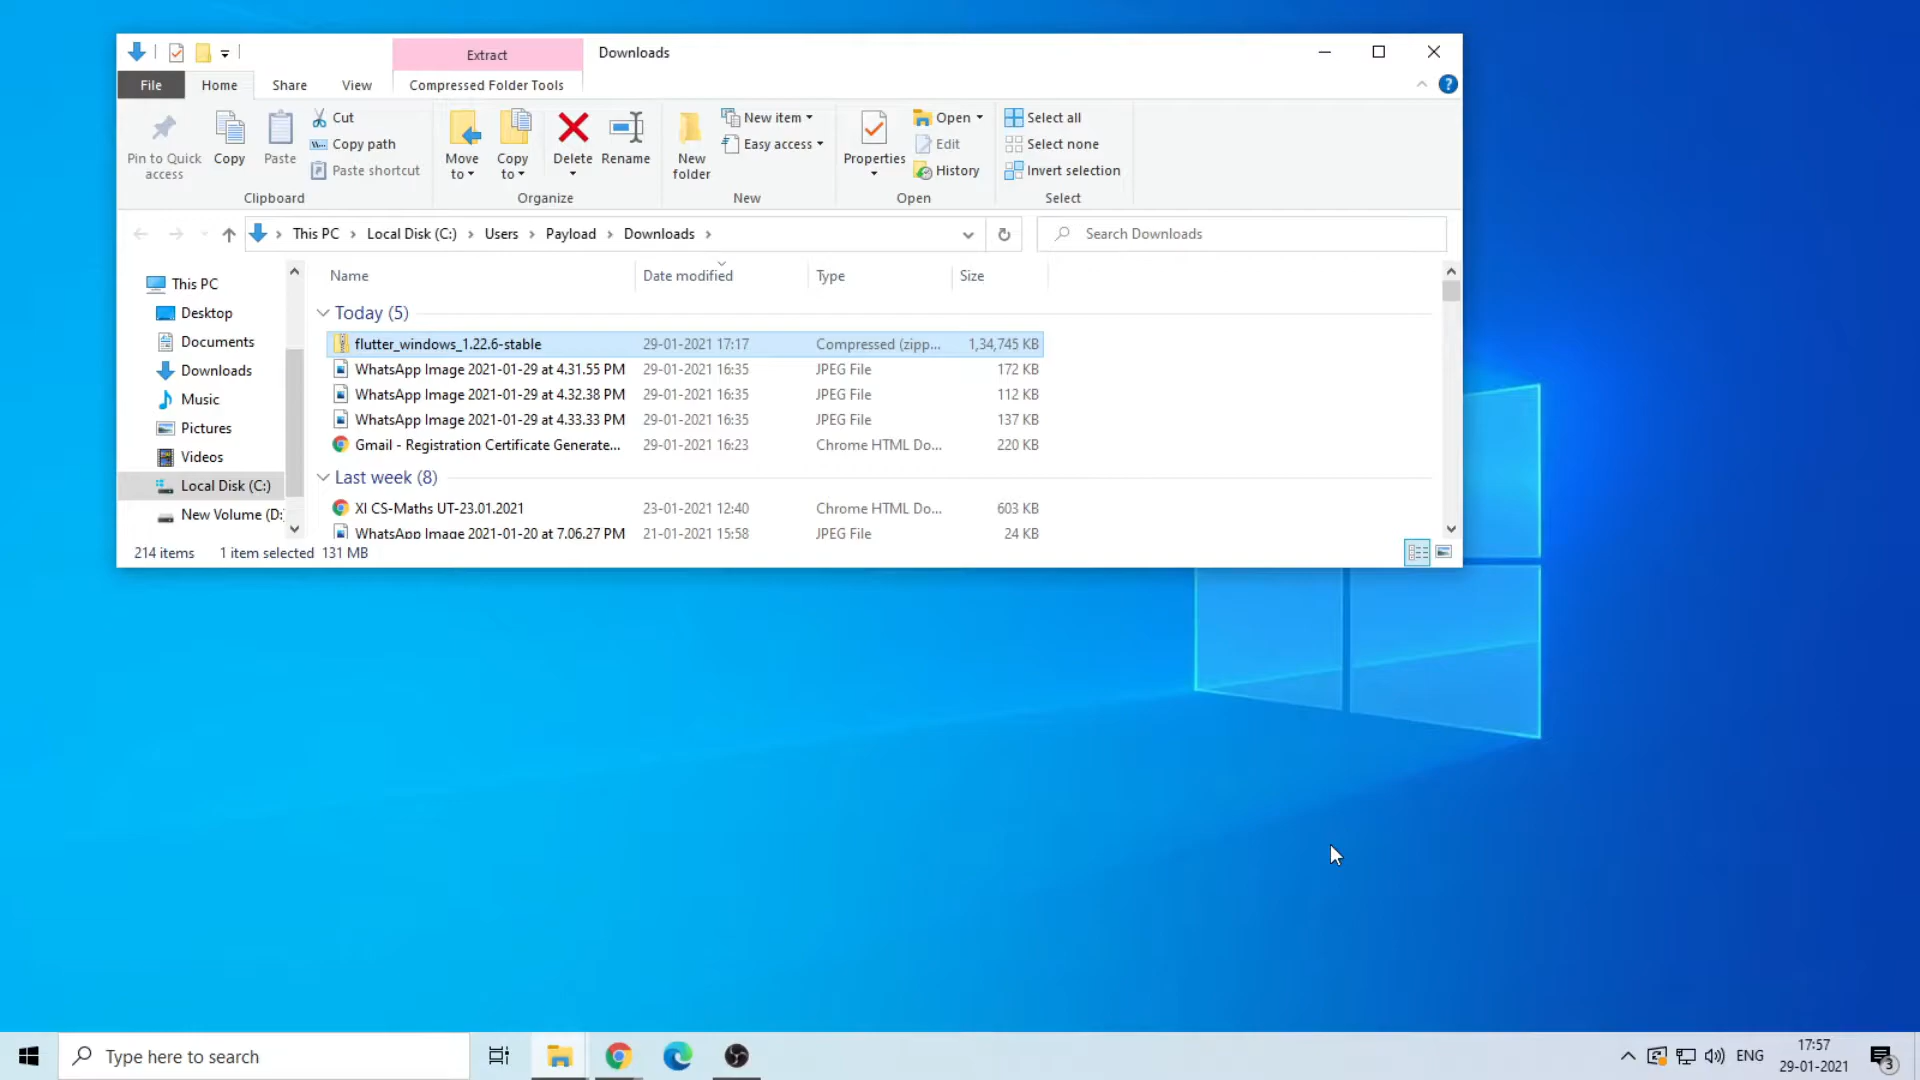 Extract
Downloads
File
Home
Share
View
Compressed Folder Tools
Pin to Quick access
Copy
Paste
Cut
Copy path
Paste shortcut
Clipboard
Move to
Copy to
Delete
Rename
Organize
New folder
New item
Easy access
New
Properties
Open
Edit
History
Open
Select all
Select none
Invert selection
Select
This PC > Local Disk (C:) > Users > Payload > Downloads >
Search Downloads
This PC
Desktop
Documents
Downloads
Music
Pictures
Videos
Local Disk (C:)
New Volume (D:
Name Date modified Type Size
Today (5)
flutter_windows_1.22.6-stable 29-01-2021 17:17 Compressed (zipp... 1,34,745 KB
WhatsApp Image 2021-01-29 at 4.31.55 PM 29-01-2021 16:35 JPEG File 172 KB
WhatsApp Image 2021-01-29 at 4.32.38 PM 29-01-2021 16:35 JPEG File 112 KB
WhatsApp Image 2021-01-29 at 4.33.33 PM 29-01-2021 16:35 JPEG File 137 KB
Gmail - Registration Certificate Generate... 29-01-2021 16:23 Chrome HTML Do... 220 KB
Last week (8)
XI CS-Maths UT-23.01.2021 23-01-2021 12:40 Chrome HTML Do... 603 KB
WhatsApp Image 2021-01-20 at 7.06.27 PM 21-01-2021 15:58 JPEG File 24 KB
214 items 1 item selected 131 MB
Type here to search
ENG
17:57
29-01-2021
3